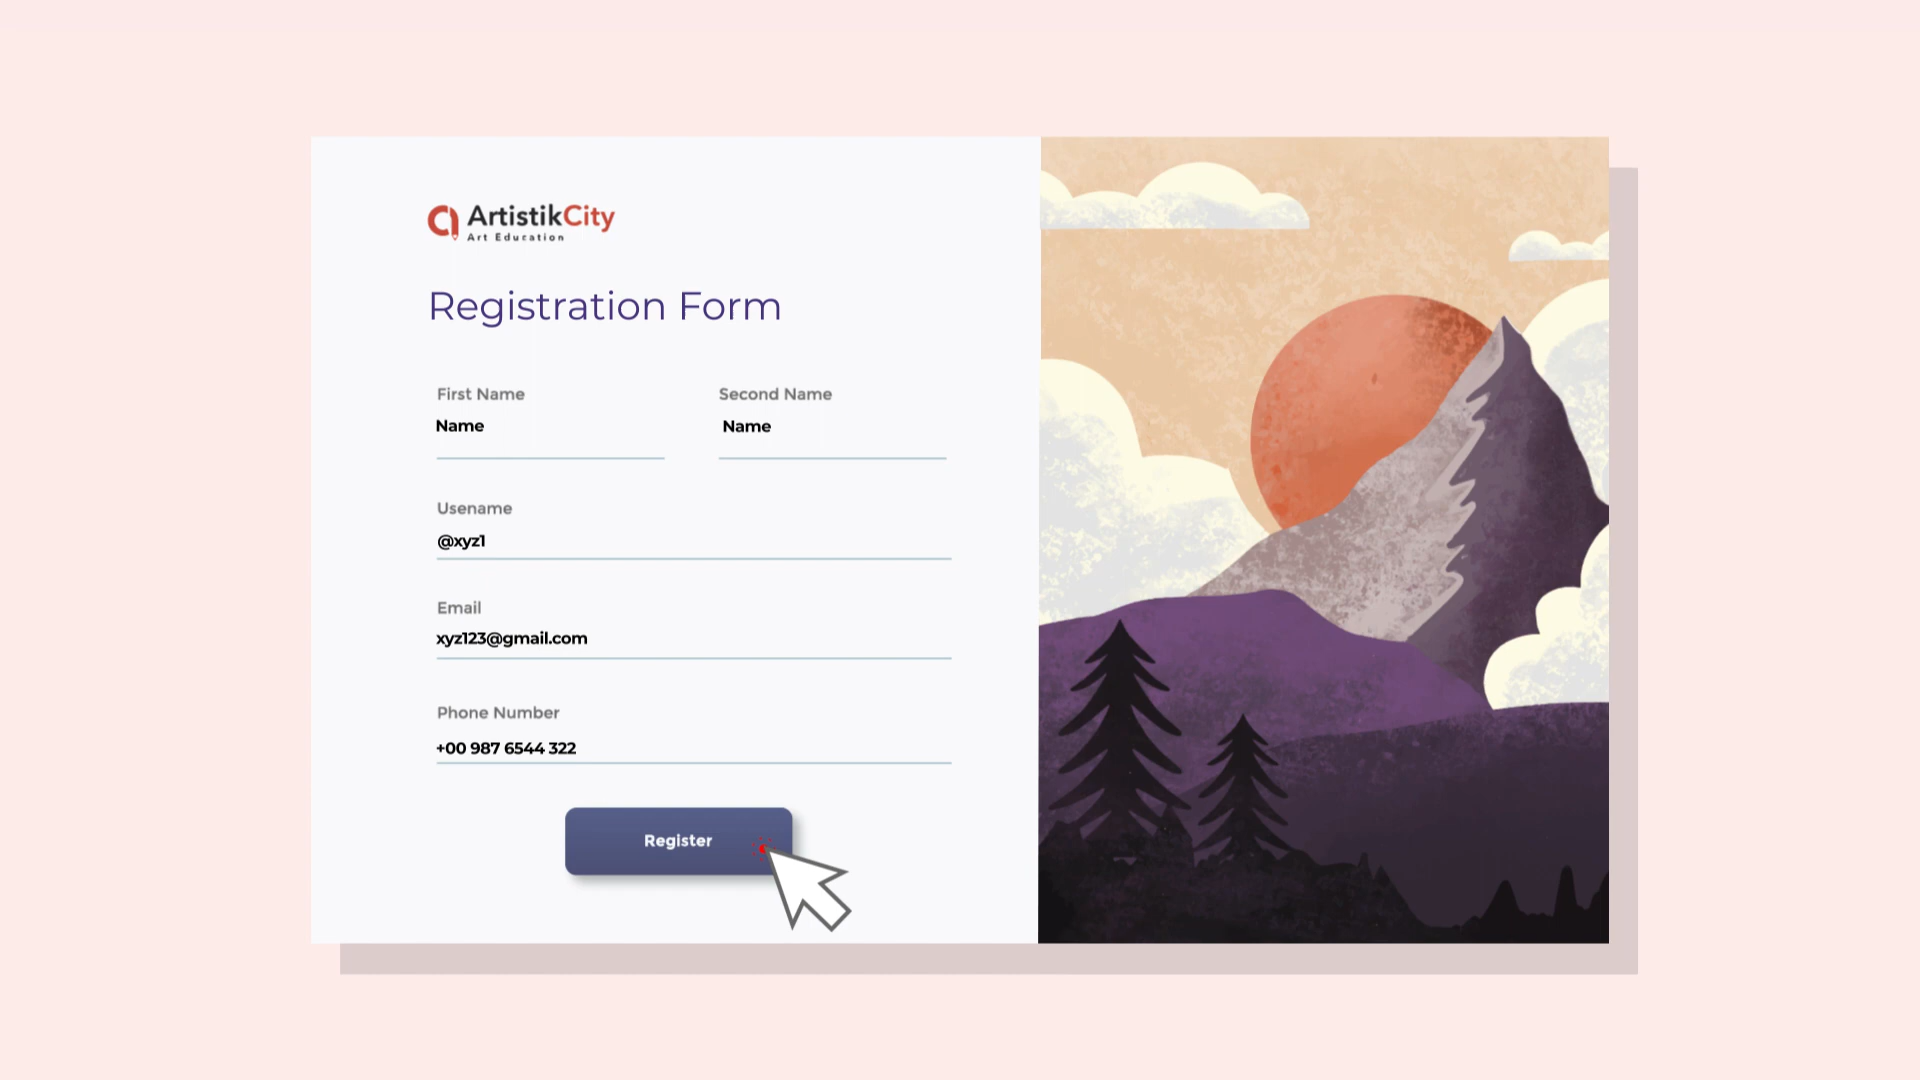 ArtistikCity
Art Education
Registration Form
First Name
Second Name
Name
Name
Usename
@xyz1
Email
xyz123@gmail.com
Phone Number
+00 987 6544 322
Register